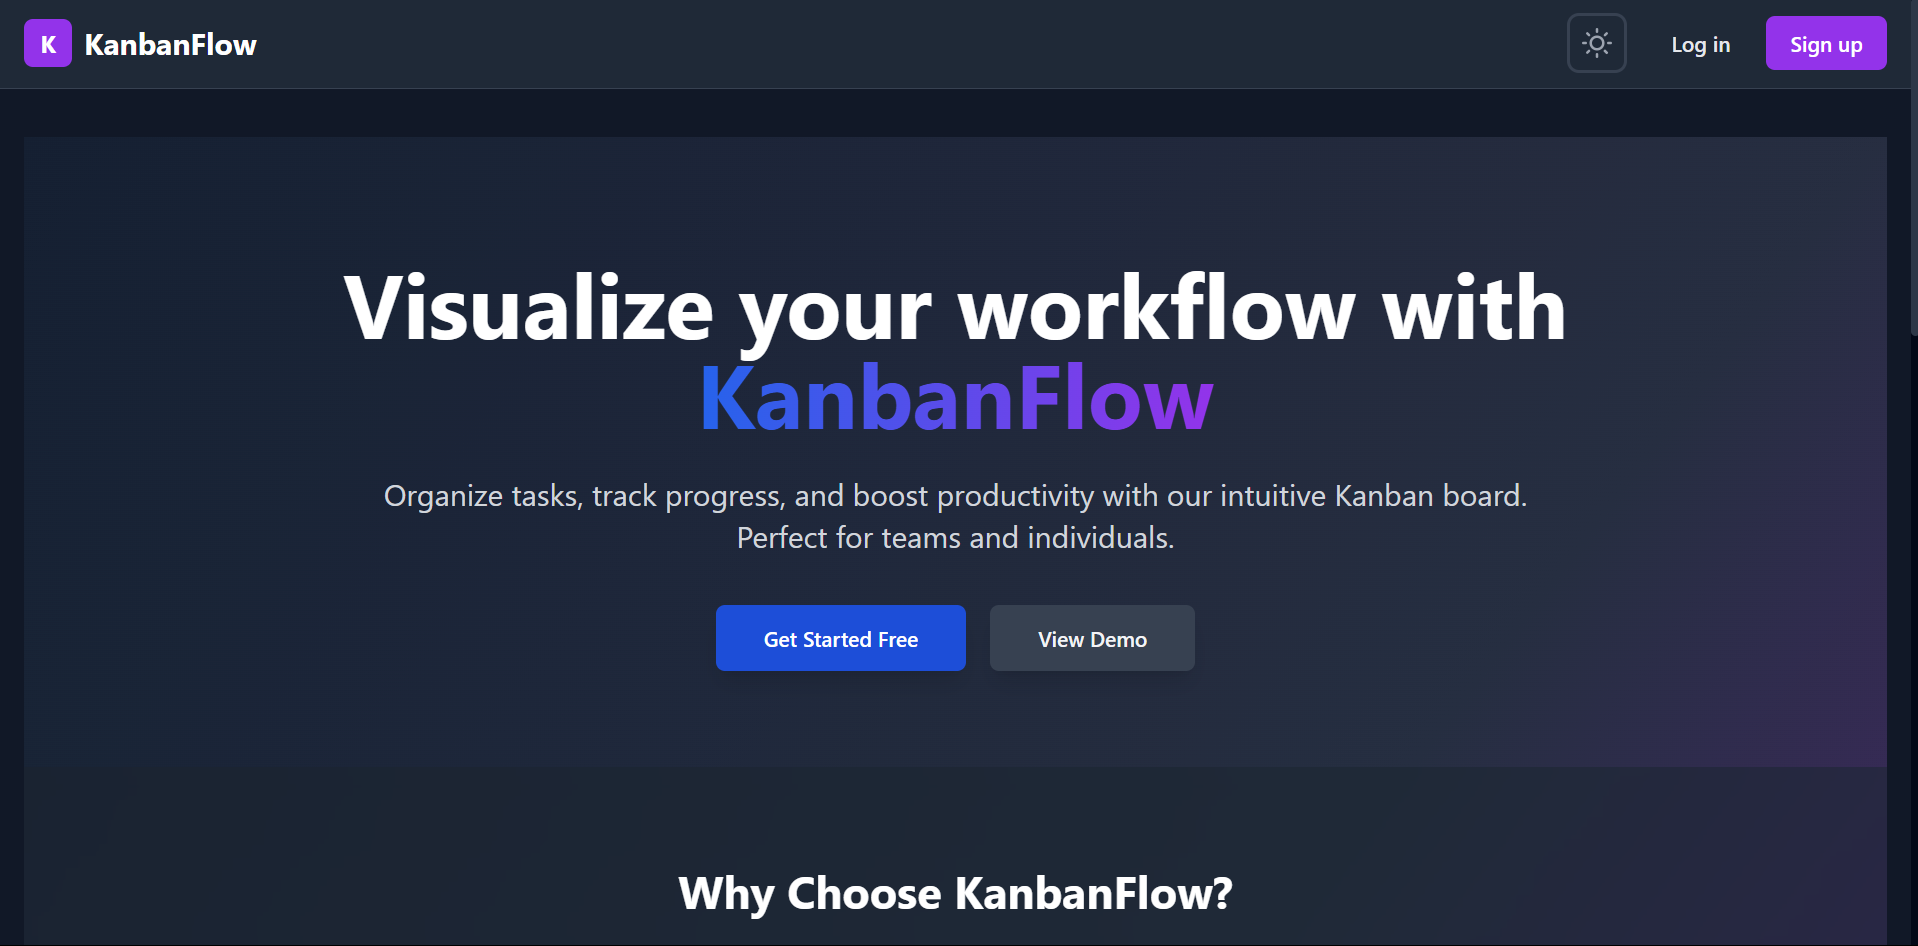 K
KanbanFlow
Log in
Sign up
Visualize your workflow with
KanbanFlow
Organize tasks, track progress, and boost productivity with our intuitive Kanban board.
Perfect for teams and individuals.
Get Started Free
View Demo
Why Choose KanbanFlow?